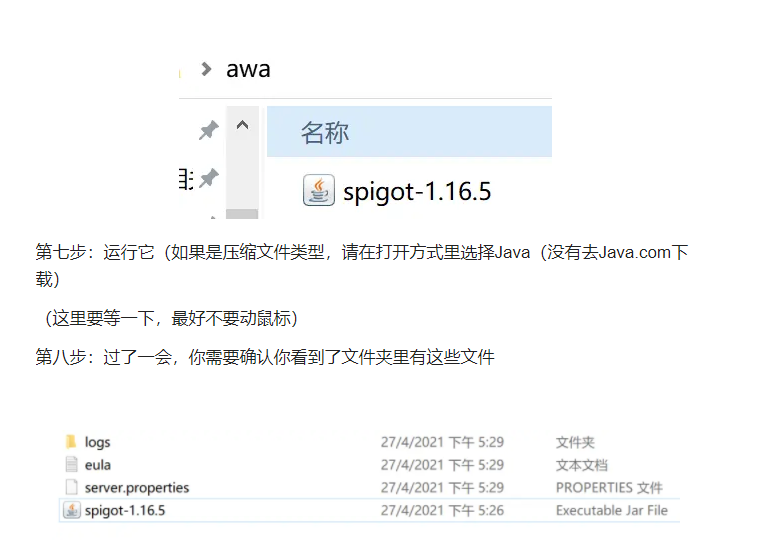 awa
名称
spigot-1.16.5
第七步：运行它（如果是压缩文件类型，请在打开方式里选择Java（没有去Java.com下
载）
（这里要等一下，最好不要动鼠标）
第八步：过了一会，你需要确认你看到了文件夹里有这些文件
logs 27/4/2021 下午 5:29 文件夹
eula 27/4/2021 下午 5:29 文本文档
server.properties 27/4/2021 下午 5:29 PROPERTIES 文件
spigot-1.16.5 27/4/2021 下午 5:26 Executable Jar File